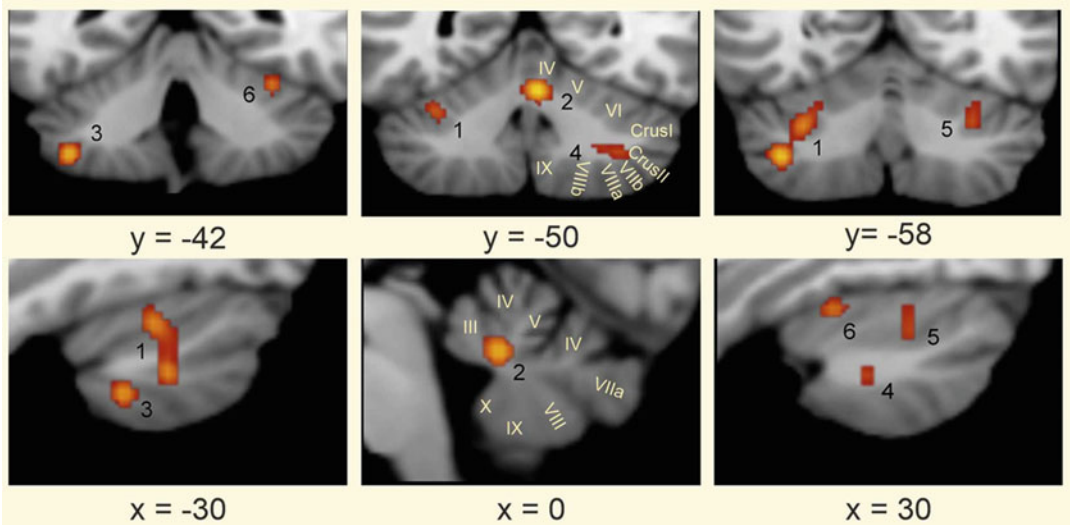 6
3
y = -42
IV
V
2
VI
1
CrusI
4
CrusII
IX
VIIIb
VIIIa
VIIb
y = -50
5
1
y= -58
1
3
x = -30
IV
III
V
IV
2
VIIa
X
VIII
IX
x = 0
6
5
4
x = 30